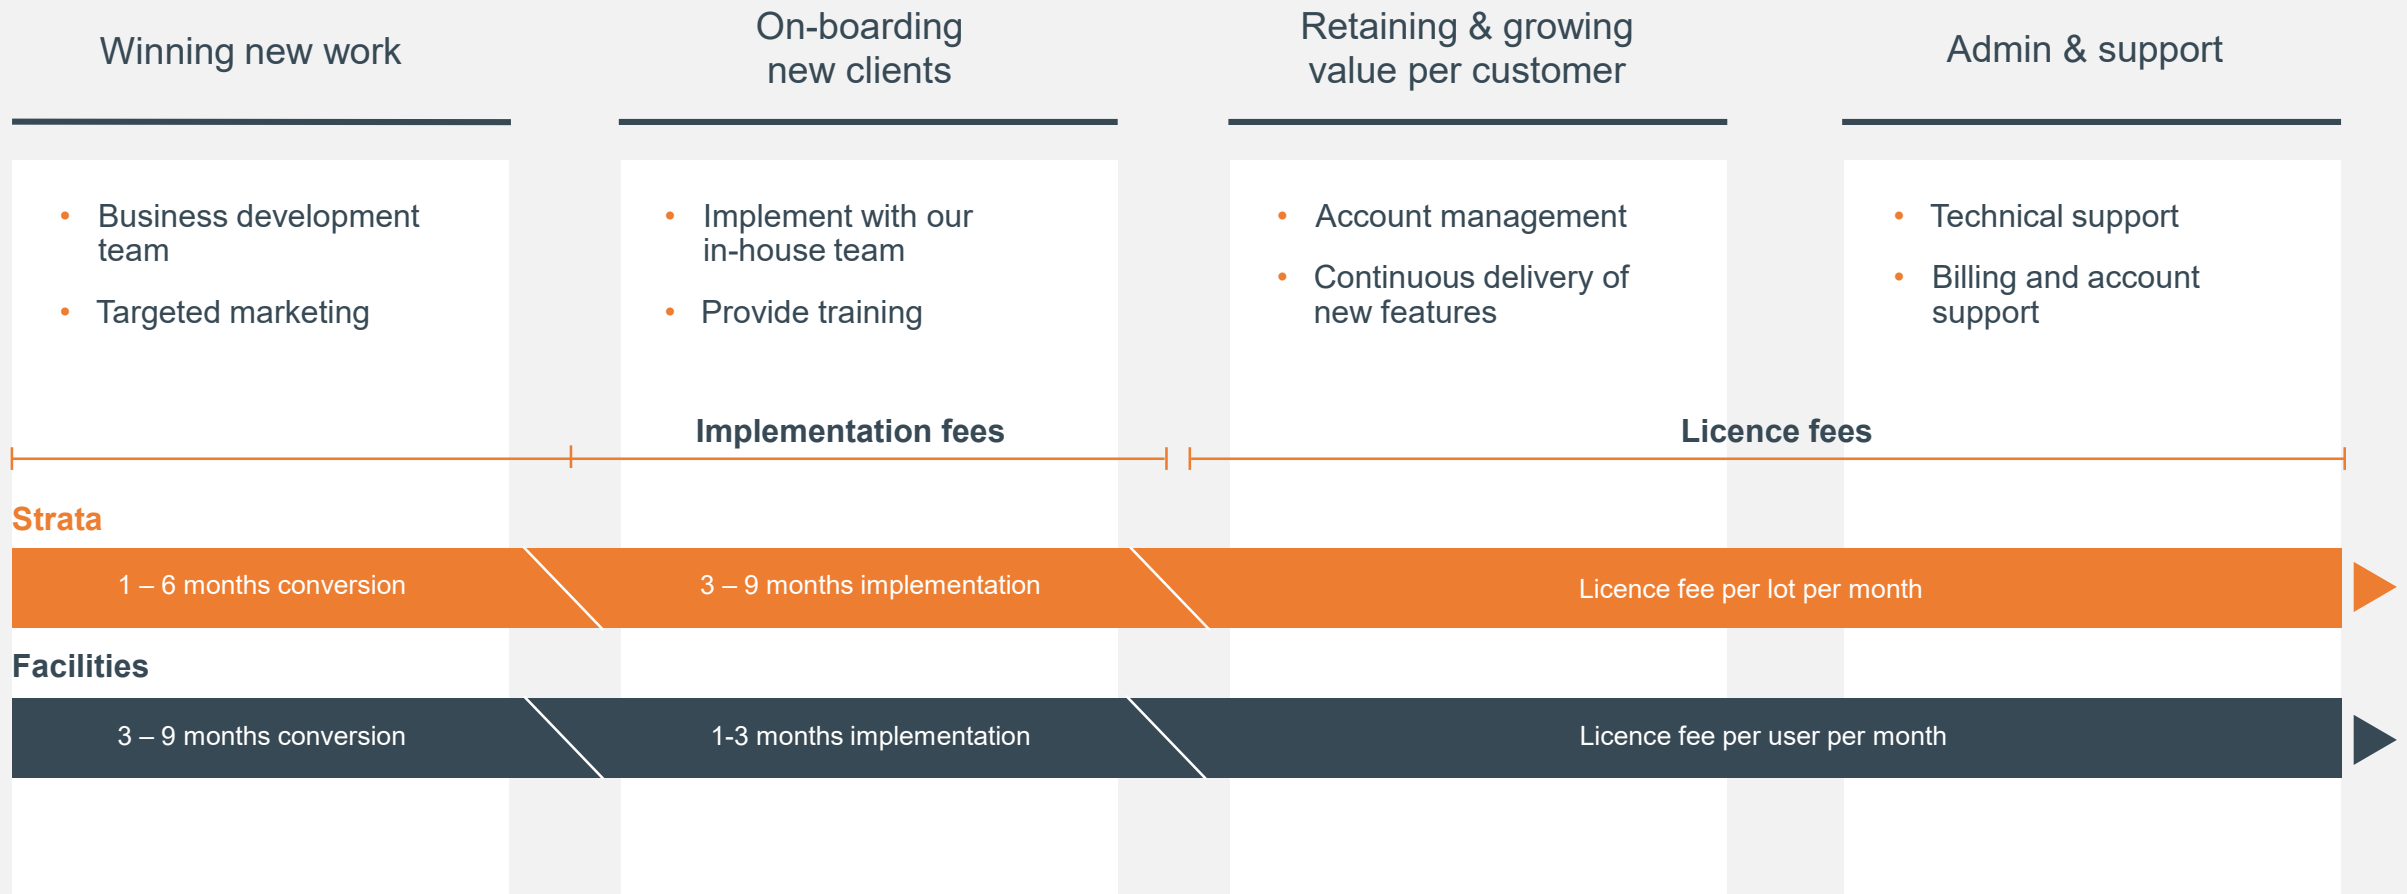 Winning new work
On-boarding
new clients
Retaining & growing
value per customer
Admin & support
• Business development
team
• Targeted marketing
• Implement with our
in-house team
• Provide training
• Account management
• Continuous delivery of
new features
• Technical support
• Billing and account
support
Implementation fees
Licence fees
Strata
1 – 6 months conversion
3 – 9 months implementation
Licence fee per lot per month
Facilities
3 – 9 months conversion
1-3 months implementation
Licence fee per user per month